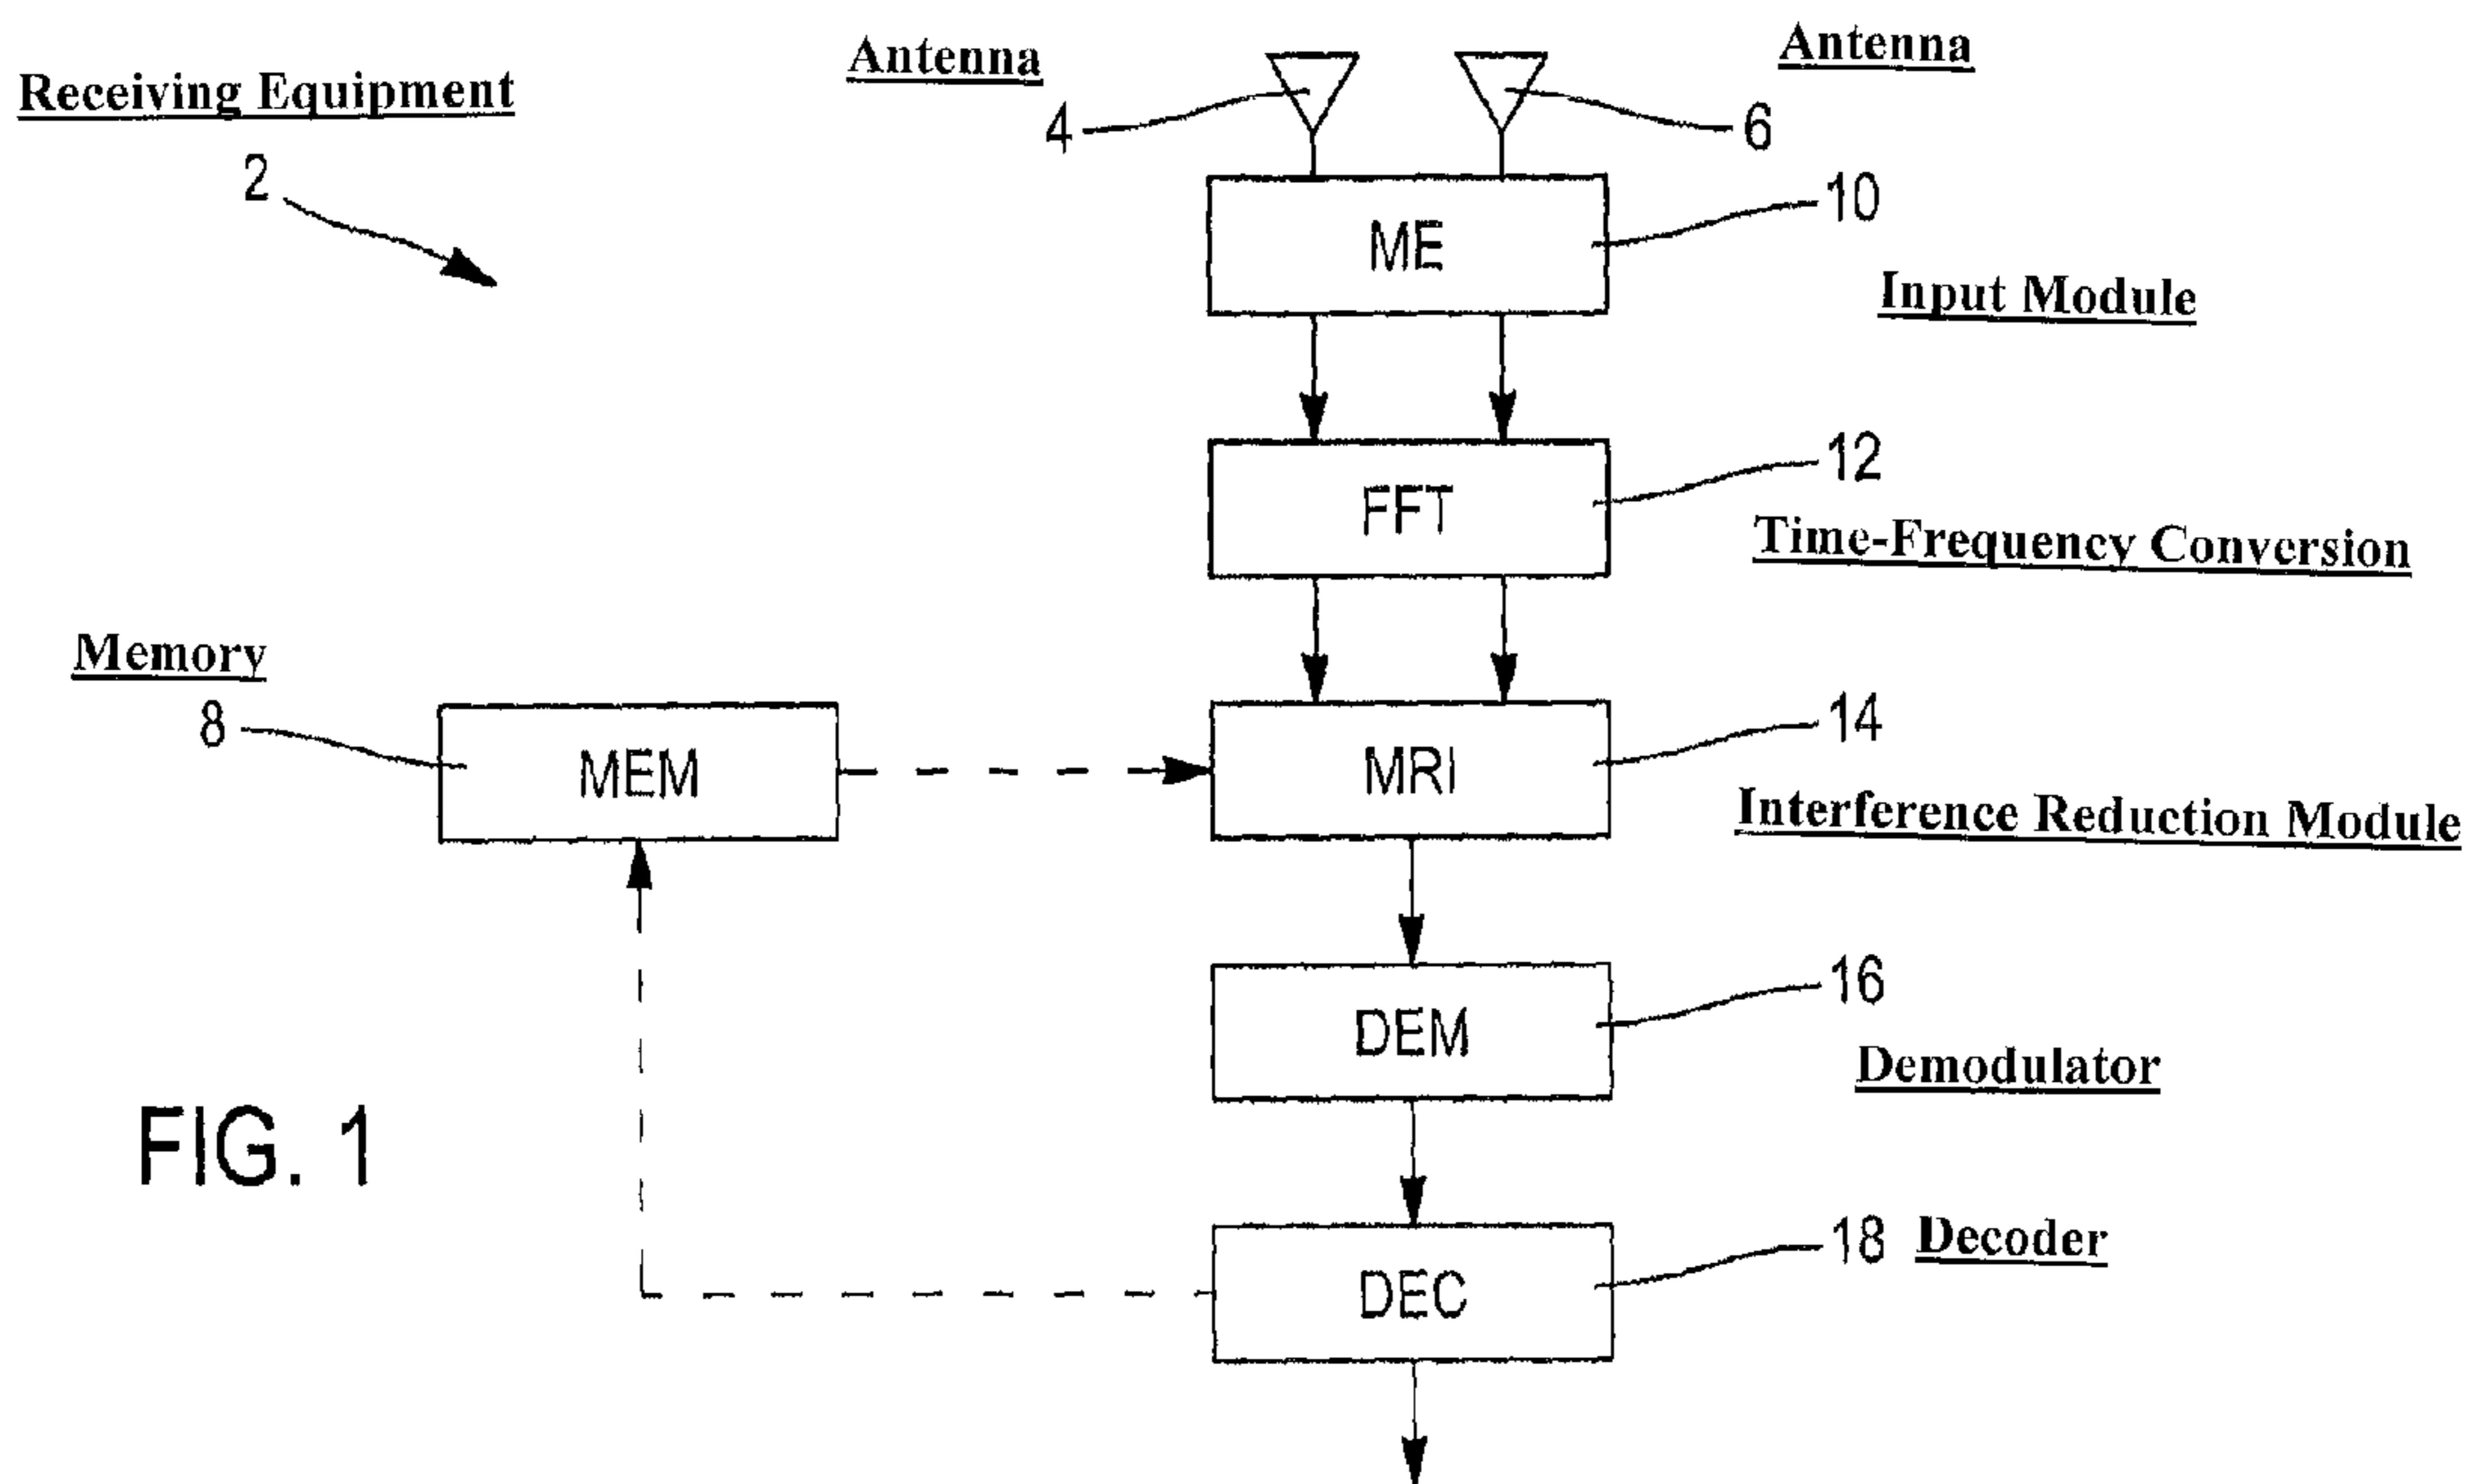 Antenna
Antenna
Receiving Equipment
4
6
2
10
ME
Input Module
12
FFT
Time-Frequency Conversion
Memory
8
14
MEM
MRI
Interference Reduction Module
16
DEM
Demodulator
FIG. 1
18 Decoder
DEC